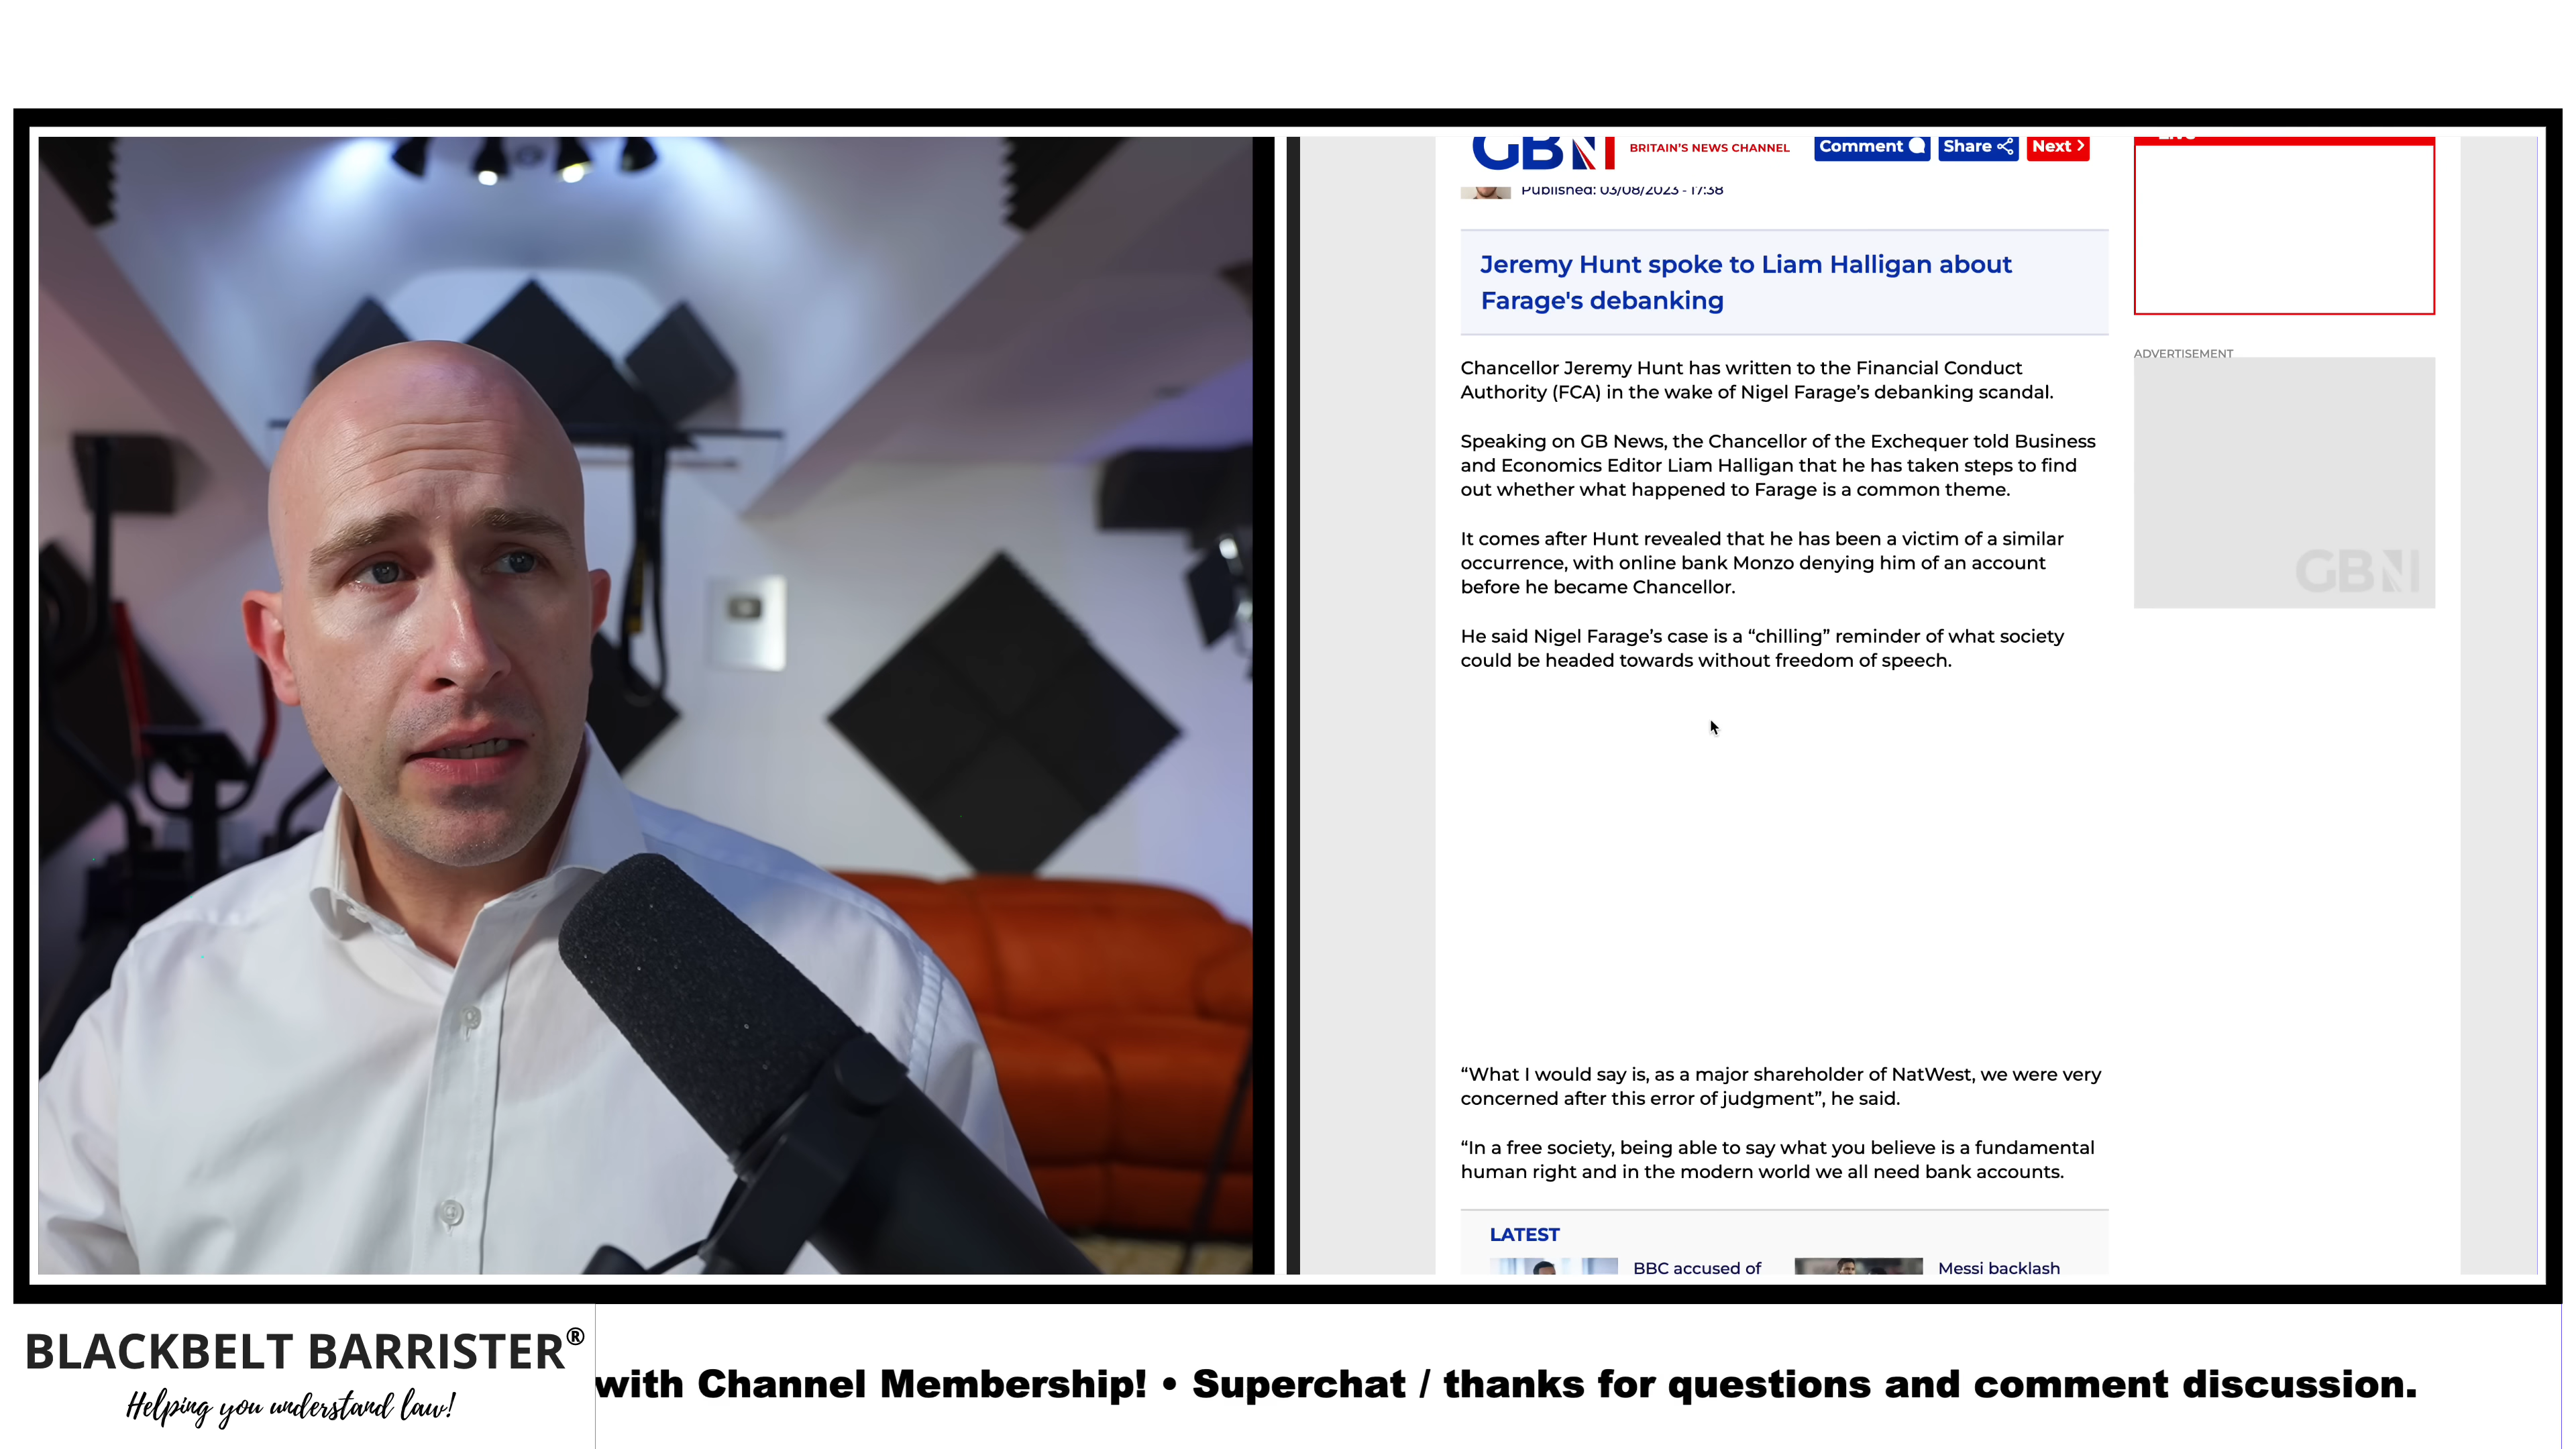 GBN BRITAIN'S NEWS CHANNEL Comment Share Next
Published: 03/08/2023 - 17:38
Jeremy Hunt spoke to Liam Halligan about
Farage's debanking
ADVERTISEMENT
GBN
Chancellor Jeremy Hunt has written to the Financial Conduct
Authority (FCA) in the wake of Nigel Farage’s debanking scandal.
Speaking on GB News, the Chancellor of the Exchequer told Business
and Economics Editor Liam Halligan that he has taken steps to find
out whether what happened to Farage is a common theme.
It comes after Hunt revealed that he has been a victim of a similar
occurrence, with online bank Monzo denying him of an account
before he became Chancellor.
He said Nigel Farage’s case is a “chilling” reminder of what society
could be headed towards without freedom of speech.
“What I would say is, as a major shareholder of NatWest, we were very
concerned after this error of judgment”, he said.
“In a free society, being able to say what you believe is a fundamental
human right and in the modern world we all need bank accounts.
LATEST
BBC accused of
Messi backlash
BLACKBELT BARRISTER®
Helping you understand law!
with Channel Membership! • Superchat / thanks for questions and comment discussion.